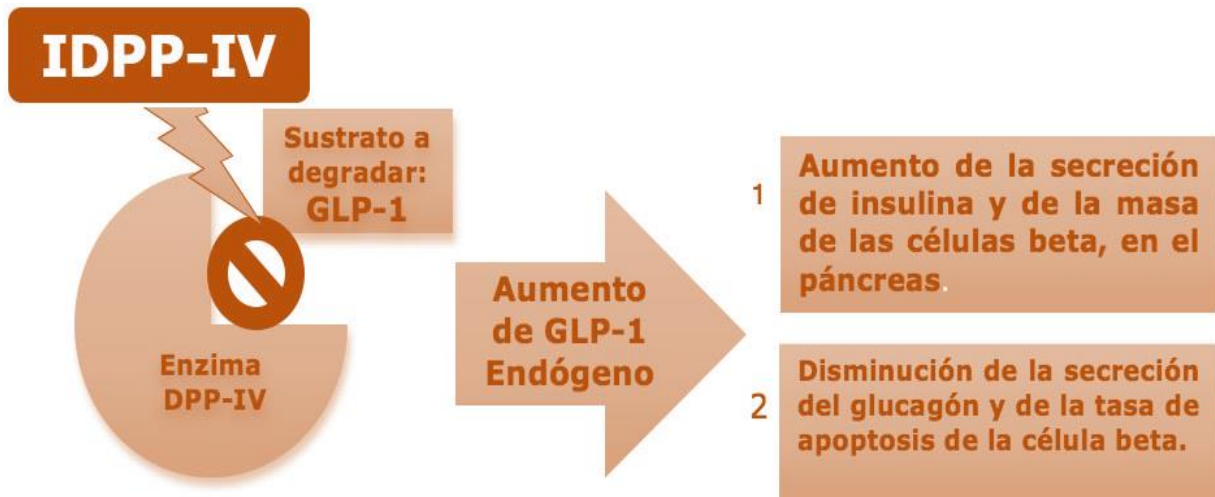 IDPP-IV
Sustrato a
degradar:
GLP-1
Enzima
DPP-IV
Aumento
de GLP-1
Endógeno
1
Aumento de la secreción
de insulina y de la masa
de las células beta, en el
páncreas.
2
Disminución de la secreción
del glucagón y de la tasa de
apoptosis de la célula beta.